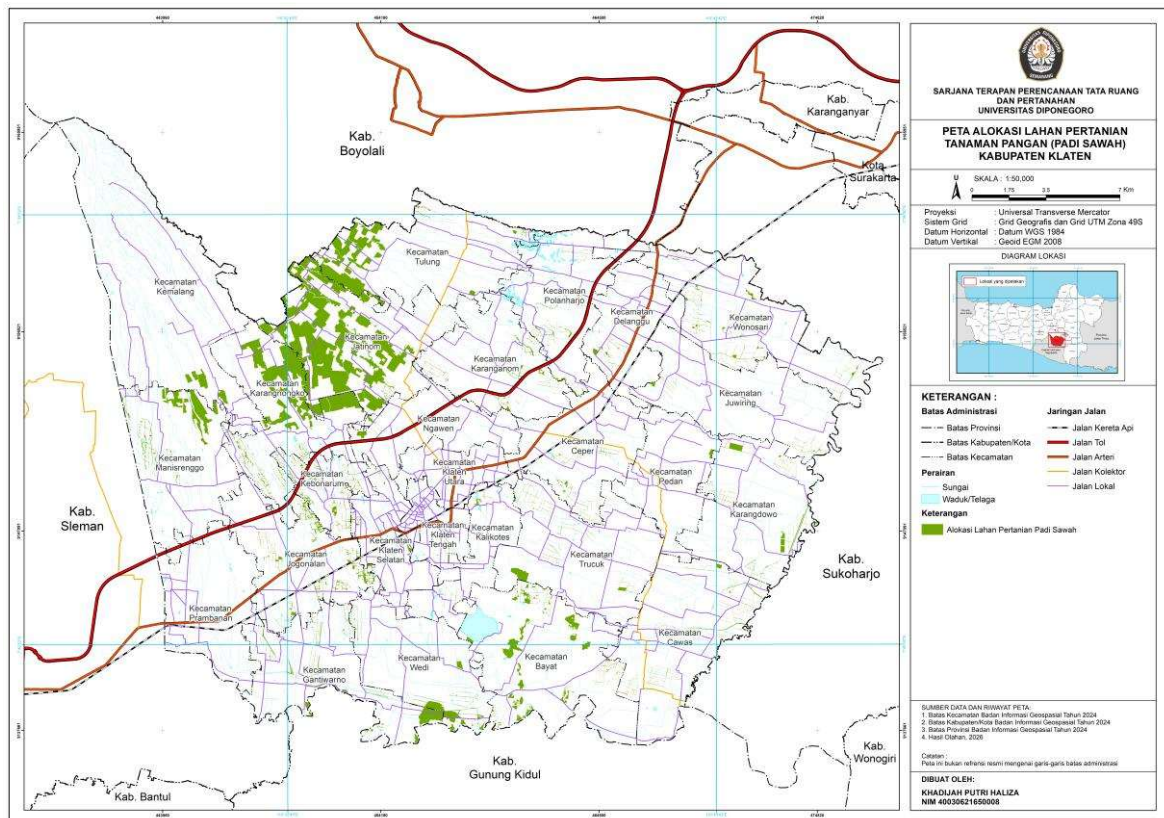 Kab.
Boyolali
Kab.
Karanganyar
Kota
Surakarta
Kecamatan
Kemalang
Kecamatan
Tulung
Kecamatan
Polanharjo
Kecamatan
Delanggu
Kecamatan
Wonosari
Kecamatan
Jatinom
Kecamatan
Karanganom
Kecamatan
Karangnongko
Kecamatan
Juwiring
Kecamatan
Ngawen
Kecamatan
Manisrenggo
Kecamatan
Kebonarum
Kecamatan
Klaten
Utara
Kecamatan
Ceper
Kecamatan
Pedan
Kecamatan
Karangdowo
Kab.
Sleman
Kecamatan
Jogonalan
Kecamatan
Klaten
Selatan
Kecamatan
Klaten
Tengah
Kecamatan
Kalikotes
Kecamatan
Trucuk
Kab.
Sukoharjo
Kecamatan
Prambanan
Kecamatan
Gantiwarno
Kecamatan
Wedi
Kecamatan
Bayat
Kecamatan
Cawas
Kab.
Gunung Kidul
Kab.
Wonogiri
Kab. Bantul
SARJANA TERAPAN PERENCANAAN TATA RUANG
DAN PERTANAHAN
UNIVERSITAS DIPONEGORO
PETA ALOKASI LAHAN PERTANIAN
TANAMAN PANGAN (PADI SAWAH)
KABUPATEN KLATEN
U
SKALA : 1:50,000
0 1.75 3.5 7 Km
Proyeksi : Universal Transverse Mercator
Sistem Grid : Grid Geografis dan Grid UTM Zona 49S
Datum Horizontal : Datum WGS 1984
Datum Vertikal : Geoid EGM 2008
DIAGRAM LOKASI
Lokasi yang dipetakan
KETERANGAN :
Batas Administrasi
Batas Provinsi
Batas Kabupaten/Kota
Batas Kecamatan
Perairan
Sungai
Waduk/Telaga
Keterangan
Alokasi Lahan Pertanian Padi Sawah
Jaringan Jalan
Jalan Kereta Api
Jalan Tol
Jalan Arteri
Jalan Kolektor
Jalan Lokal
SUMBER DATA DAN RIWAYAT PETA:
1. Batas Kecamatan Badan Informasi Geospasial Tahun 2024
2. Batas Kabupaten/Kota Badan Informasi Geospasial Tahun 2024
3. Batas Provinsi Badan Informasi Geospasial Tahun 2024
4. Hasil Olahan, 2026
Catatan :
Peta ini bukan refrensi resmi mengenai garis-garis batas administrasi
DIBUAT OLEH:
KHADIJAH PUTRI HALIZA
NIM 40030621650008